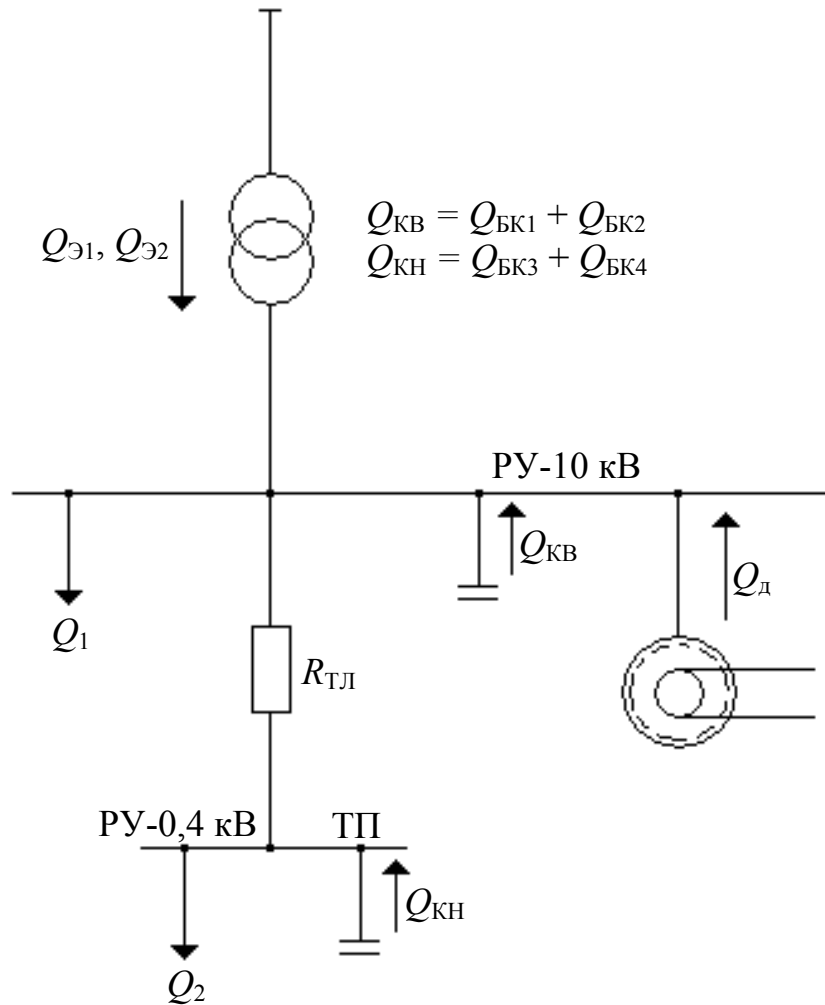 Qэ1, Qэ2
QКВ = QБК1 + QБК2
QКН = QБК3 + QБК4
РУ-10 кВ
QКВ
Qд
Q1
RТЛ
РУ-0,4 кВ
ТП
QКН
Q2